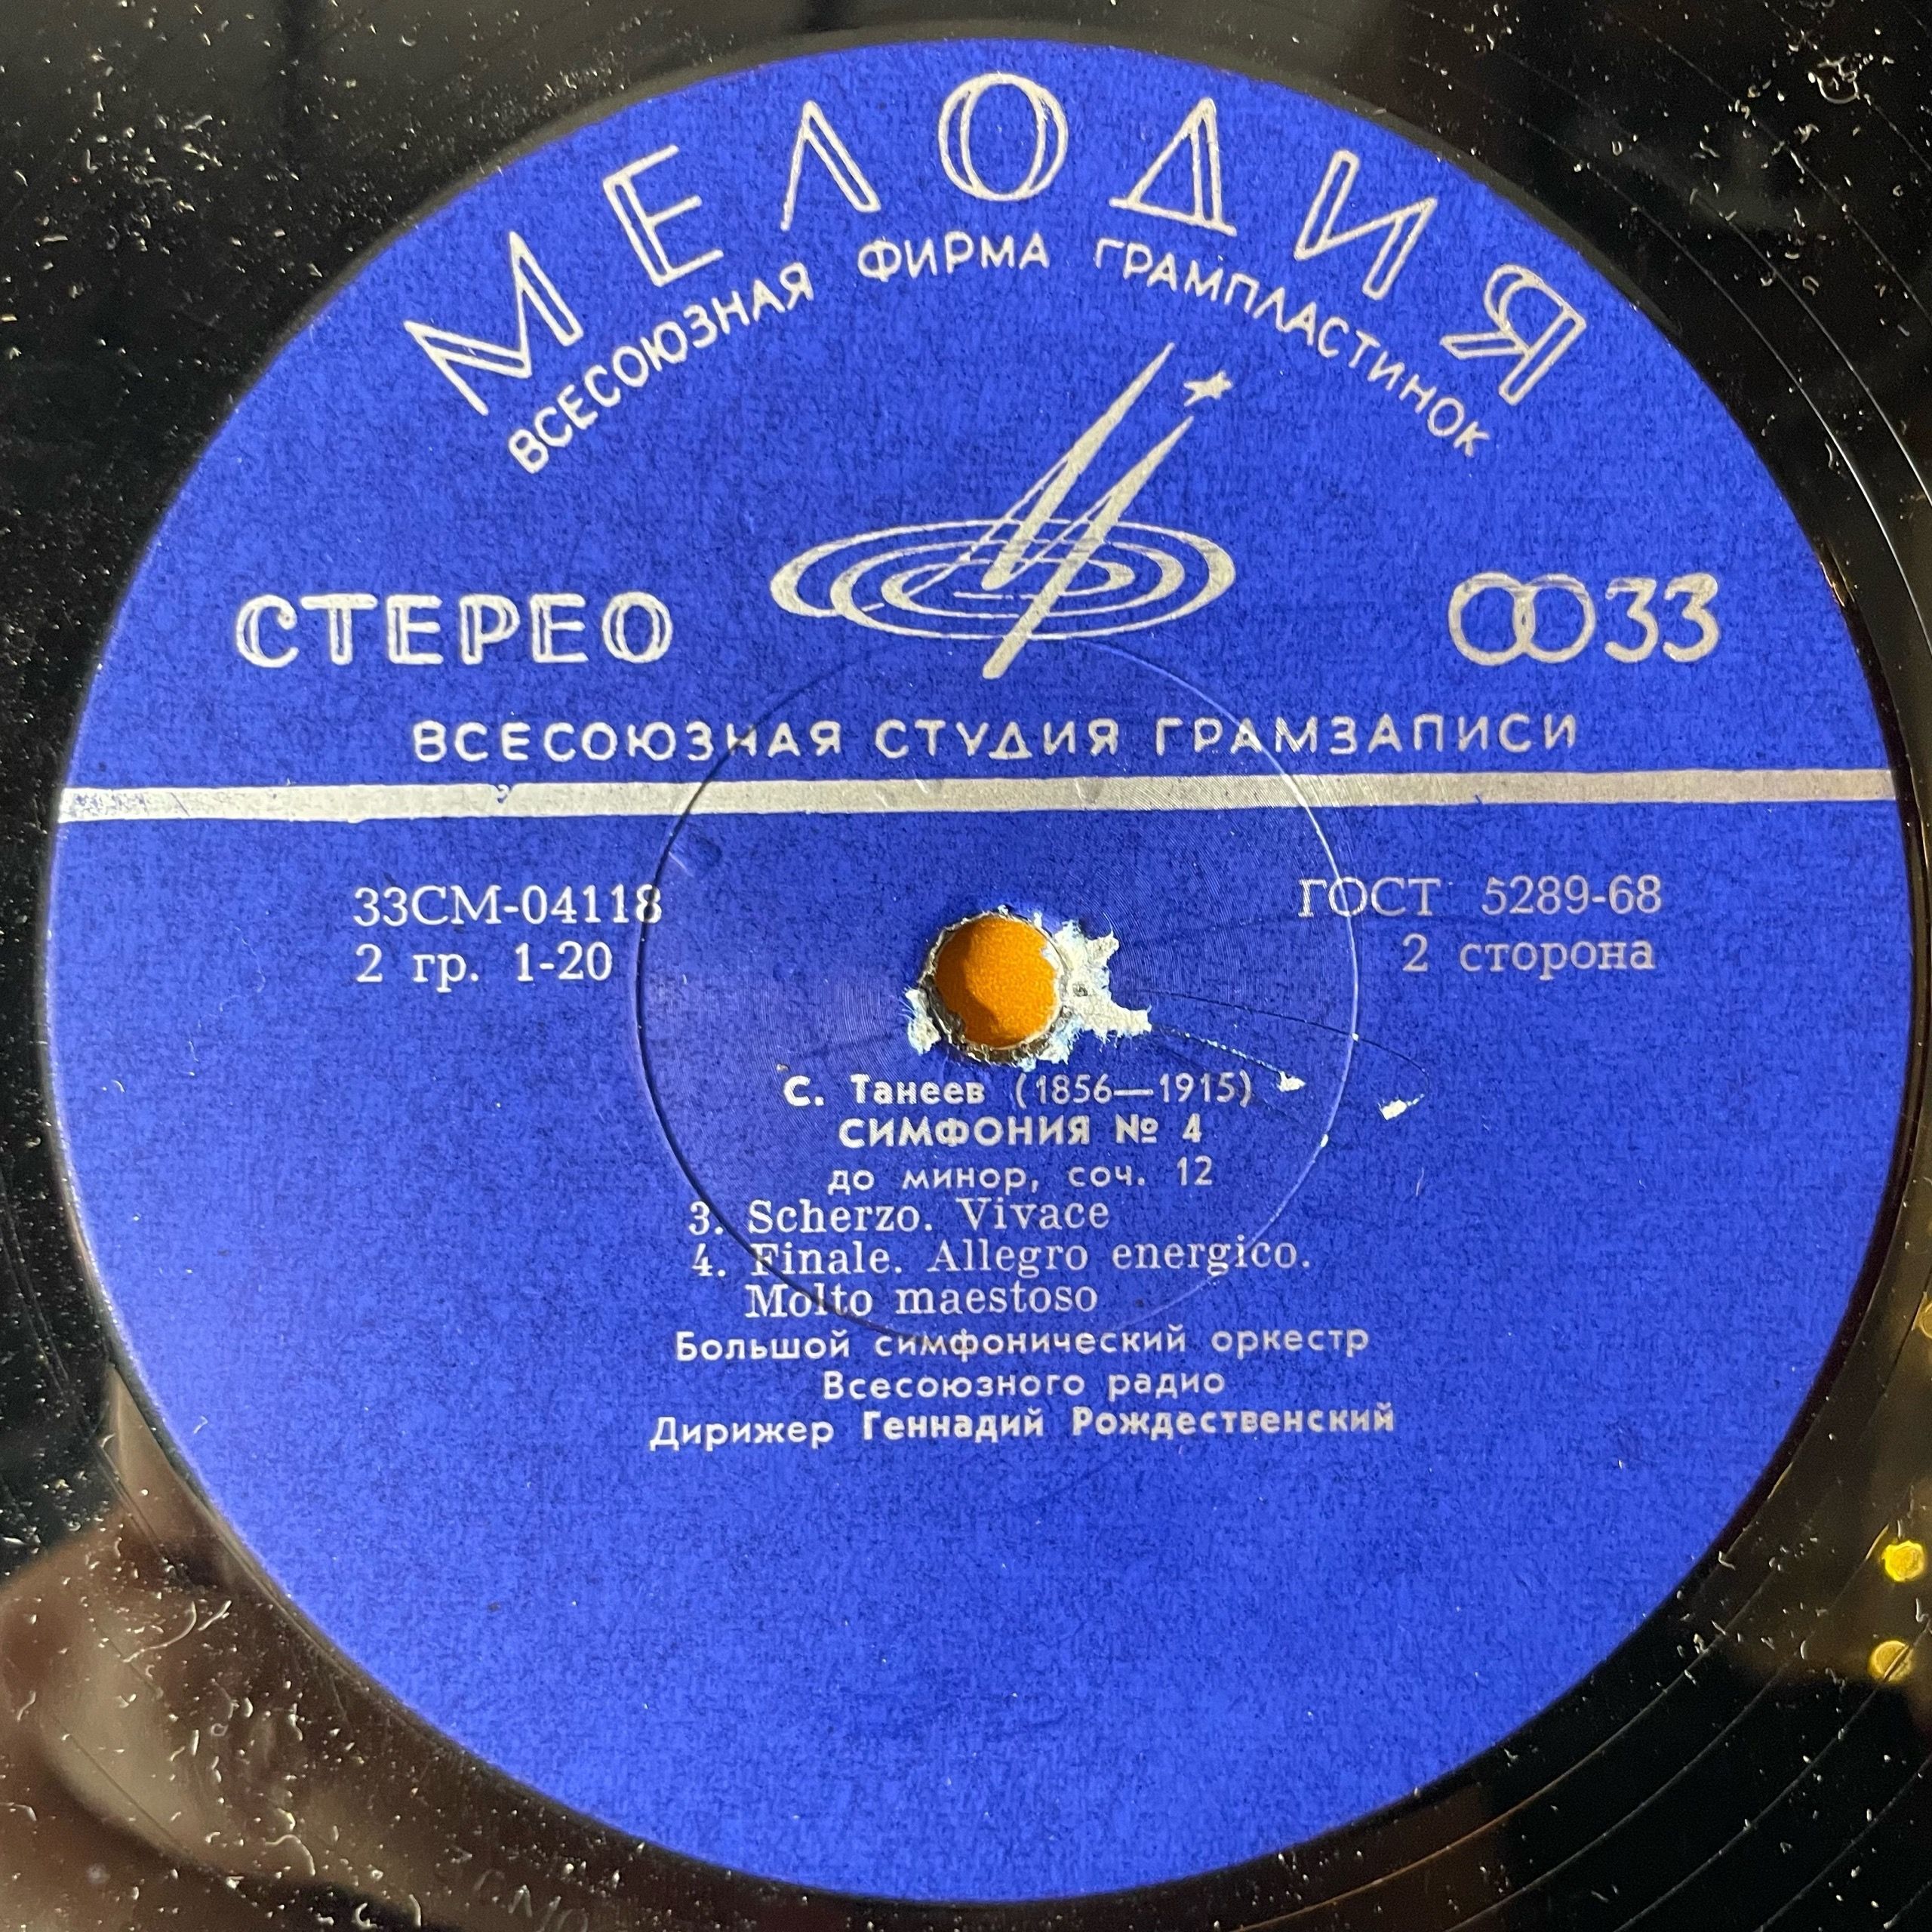 МЕЛОДИЯ
ВСЕСОЮЗНАЯ ФИРМА ГРАМПЛАСТИНОК
СТЕРЕО
33
ВСЕСОЮЗНАЯ СТУДИЯ ГРАМЗАПИСИ
33СМ-04118
ГОСТ 5289-68
2 гр. 1-20
2 сторона
С. Танеев (1856—1915)
СИМФОНИЯ № 4
до минор, соч. 12
3. Scherzo. Vivace
4. Finale. Allegro energico.
Molto maestoso
Большой симфонический оркестр
Всесоюзного радио
Дирижер Геннадий Рождественский